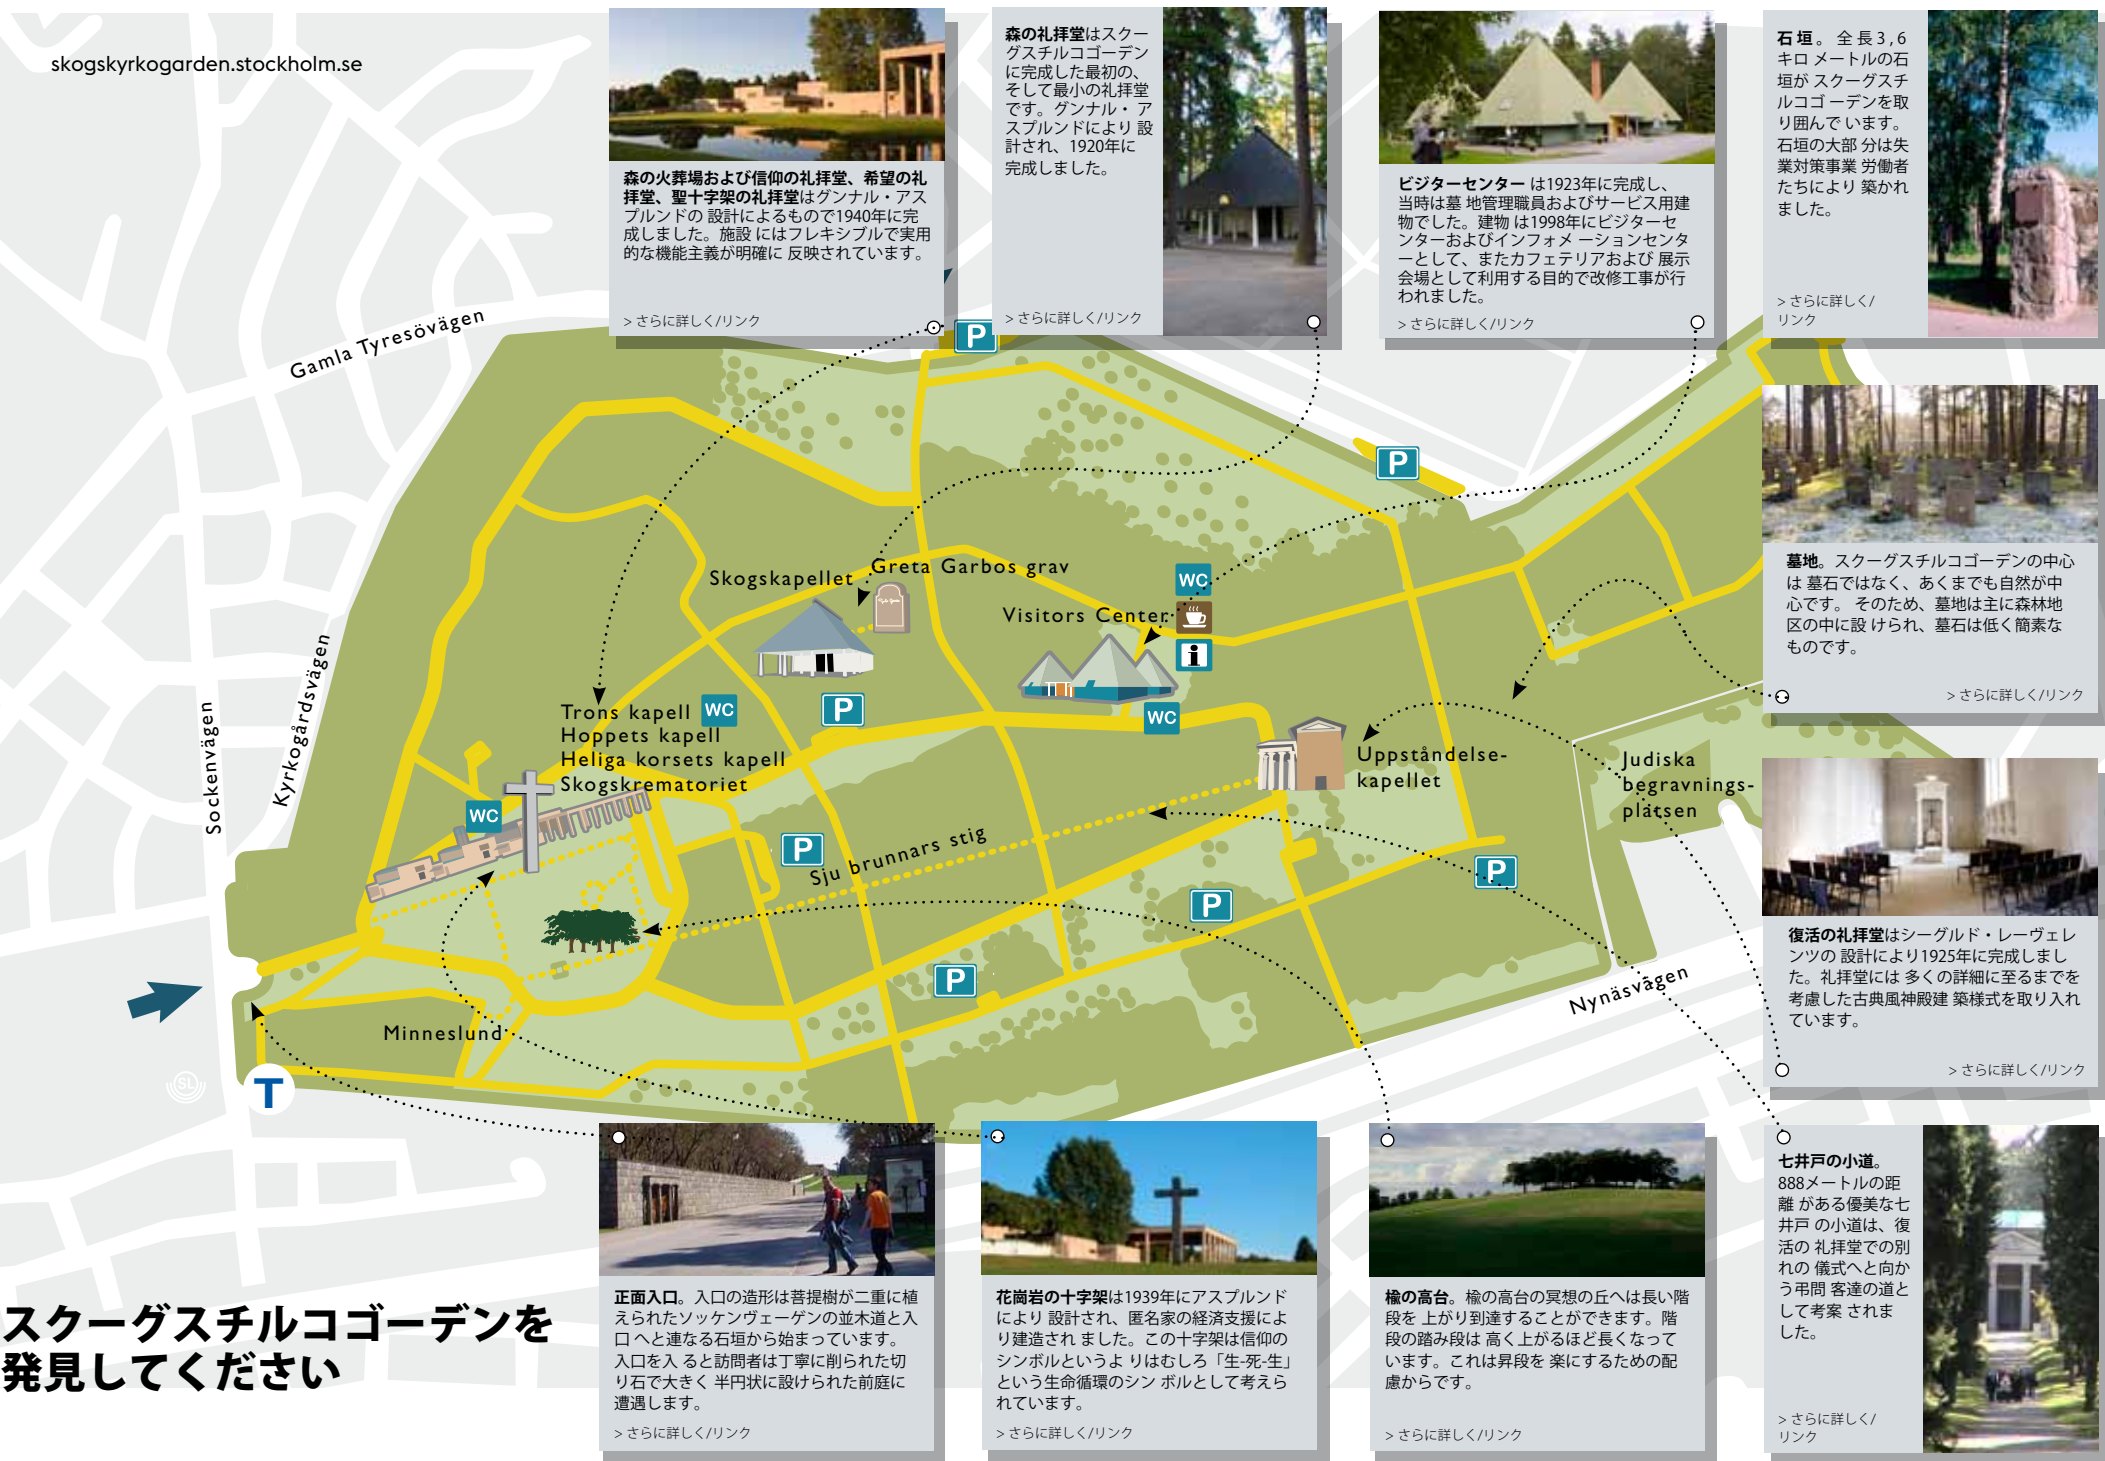 skogskyrkogarden.stockholm.se
森の火葬場および信仰の礼拝堂、希望の礼
拝堂、聖十字架の礼拝堂はグンナル・アス
プルンドの 設計によるもので1940年に完
成しました。施設 にはフレキシブルで実用
的な機能主義が明確に 反映されています。
> さらに詳しく/リンク
森の礼拝堂はスクー
グスチルコゴーデン
に完成した最初の、
そして最小の礼拝堂
です。グンナル・ ア
スプルンドにより 設
計され、1920年に
完成しました。
> さらに詳しく/リンク
ビジターセンター は1923年に完成し、
当時は墓 地管理職員およびサービス用建
物でした。建物 は1998年にビジターセ
ンターおよびインフォメ ーションセンタ
ーとして、またカフェテリアおよび 展示
会場として利用する目的で改修工事が行
われました。
> さらに詳しく/リンク
石垣。全長3,6
キロ メートルの石
垣が スクーグスチ
ルコゴ ーデンを取
り囲んで います。
石垣の大部 分は失
業対策事業 労働者
たちにより 築かれ
ました。
> さらに詳しく/
リンク
墓地。スクーグスチルコゴーデンの中心
は 墓石ではなく、あくまでも自然が中
心です。 そのため、墓地は主に森林地
区の中に設 けられ、墓石は低く簡素な
ものです。
> さらに詳しく/リンク
復活の礼拝堂はシーグルド・レーヴェレ
ンツの 設計により1925年に完成しまし
た。礼拝堂には 多くの詳細に至るまでを
考慮した古典風神殿建 築様式を取り入れ
ています。
> さらに詳しく/リンク
七井戸の小道。
888メートルの距
離 がある優美な七
井戸 の小道は、復
活の 礼拝堂での別
れの 儀式へと向か
う弔問 客達の道と
して考案 されま
した。
> さらに詳しく/
リンク
Gamla Tyresövägen
Kyrkogårdsvägen
Sockenvägen
P
P
Skogskapellet
Greta Garbos grav
Visitors Center
WC
i
WC
P
Trons kapell
WC
Hoppets kapell
Heliga korsets kapell
Skogskrematoriet
WC
Uppståndelse-
kapellet
Judiska
begravnings-
platsen
P
Sju brunnars stig
P
P
P
Nynäsvägen
Minneslund
SL
T
正面入口。入口の造形は菩提樹が二重に植
えられたソッケンヴェーゲンの並木道と入
口 へと連なる石垣から始まっています。
入口を入 ると訪問者は丁寧に削られた切
り石で大きく 半円状に設けられた前庭に
遭遇します。
> さらに詳しく/リンク
花崗岩の十字架は1939年にアスプルンド
により 設計され、匿名家の経済支援によ
り建造され ました。この十字架は信仰の
シンボルというよ りはむしろ「生-死-生」
という生命循環のシン ボルとして考えら
れています。
> さらに詳しく/リンク
楡の高台。楡の高台の冥想の丘へは長い階
段を 上がり到達することができます。階
段の踏み段は 高く上がるほど長くなって
います。これは昇段を 楽にするための配
慮からです。
> さらに詳しく/リンク
スクーグスチルコゴーデンを
発見してください